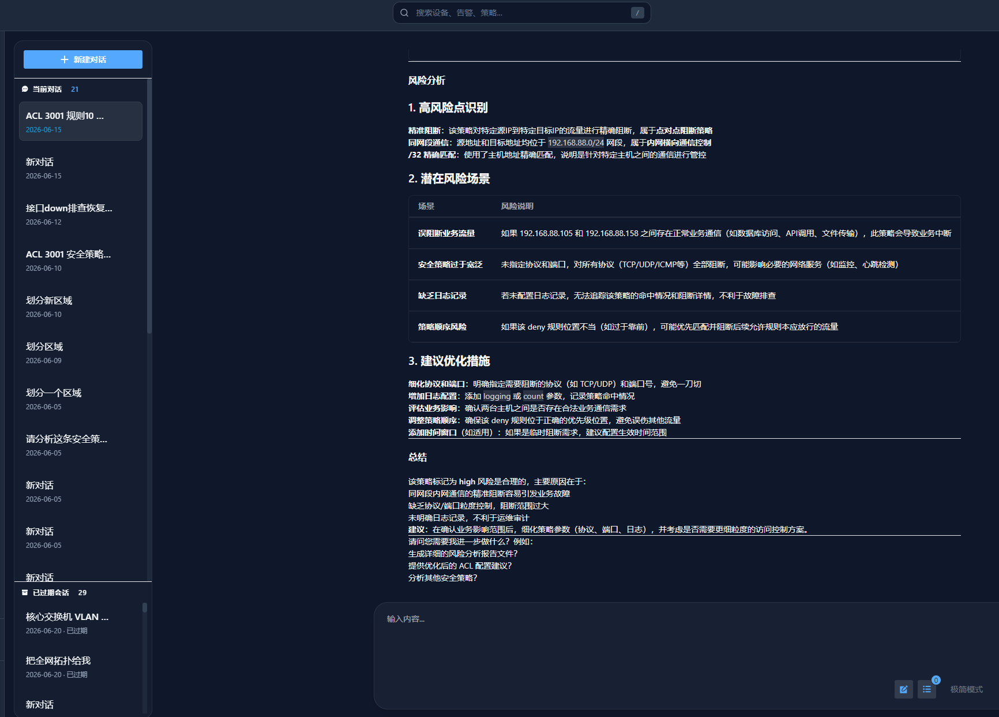 搜索设备、告警、策略...
/
新建对话
当前对话 21
ACL 3001 规则10 ...
2026-06-15
新对话
2026-06-15
接口down排查恢复...
2026-06-12
ACL 3001 安全策略...
2026-06-10
划分新区域
2026-06-10
划分区域
2026-06-09
划分一个区域
2026-06-05
请分析这条安全策...
2026-06-05
新对话
2026-06-05
新对话
2026-06-05
新对话
已过期会话 29
核心交换机 VLAN ...
2026-06-20 · 已过期
把全网拓扑给我
2026-06-20 · 已过期
新对话
风险分析
1. 高风险点识别
精准阻断：该策略对特定源IP到特定目标IP的流量进行精确阻断，属于点对点阻断策略
同网段通信：源地址和目标地址均位于 192.168.88.0/24 网段，属于内网横向通信控制
/32 精确匹配：使用了主机地址精确匹配，说明是针对特定主机之间的通信进行管控
2. 潜在风险场景
场景 风险说明
误阻断业务流量 如果 192.168.88.105 和 192.168.88.158 之间存在正常业务通信（如数据库访问、API调用、文件传输），此策略会导致业务中断
安全策略过于宽泛 未指定协议和端口，对所有协议（TCP/UDP/ICMP等）全部阻断，可能影响必要的网络服务（如监控、心跳检测）
缺乏日志记录 若未配置日志记录，无法追踪该策略的命中情况和阻断详情，不利于故障排查
策略顺序风险 如果该 deny 规则位置不当（如过于靠前），可能优先匹配并阻断后续允许规则本应放行的流量
3. 建议优化措施
细化协议和端口：明确指定需要阻断的协议（如 TCP/UDP）和端口号，避免一刀切
增加日志配置：添加 logging 或 count 参数，记录策略命中情况
评估业务影响：确认两台主机之间是否存在合法业务通信需求
调整策略顺序：确保该 deny 规则位于正确的优先级位置，避免误伤其他流量
添加时间窗口（如适用）：如果是临时阻断需求，建议配置生效时间范围
总结
该策略标记为 high 风险是合理的，主要原因在于：
同网段内网通信的精准阻断容易引发业务故障
缺乏协议/端口粒度控制，阻断范围过大
未明确日志记录，不利于运维审计
建议：在确认业务影响范围后，细化策略参数（协议、端口、日志），并考虑是否需要更细粒度的访问控制方案。
请问您需要我进一步做什么？例如：
生成详细的风险分析报告文件？
提供优化后的 ACL 配置建议？
分析其他安全策略？
输入内容...
0
极简模式